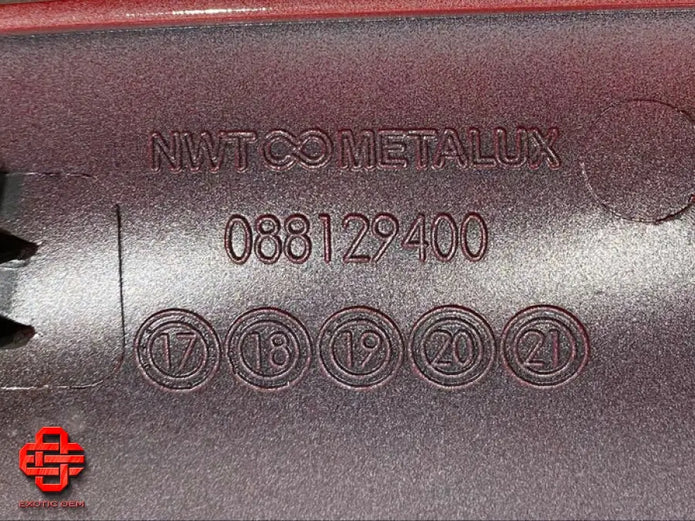 NWT∞METALUX
088129400
17 18 19 20 21
EXOTIC OEM